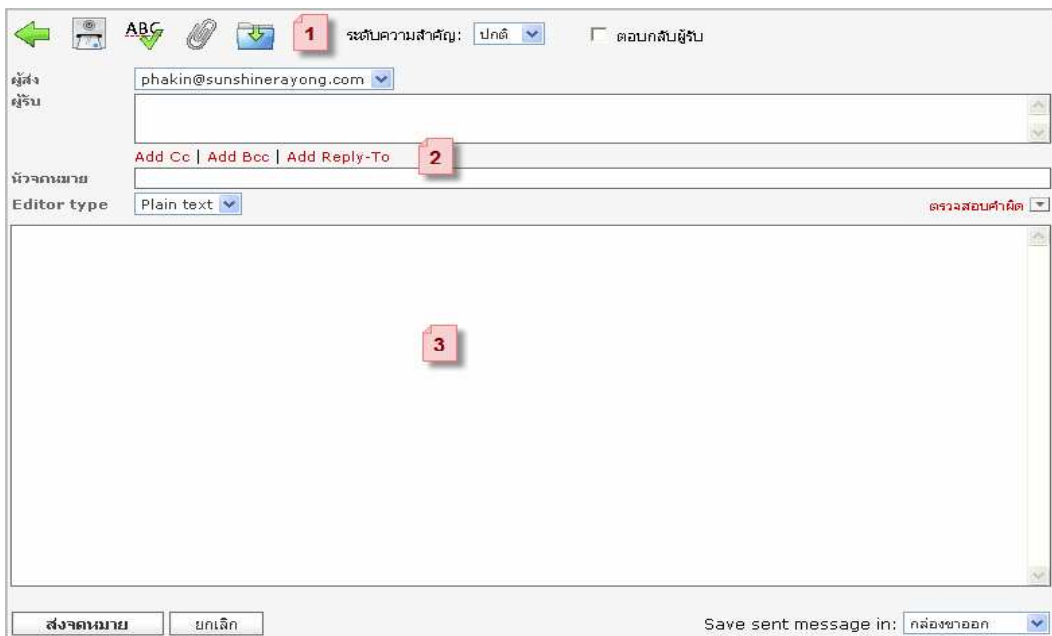 ABC 1 ระดับความสำคัญ: ปกติ ตอบกลับผู้รับ
ผู้ส่ง phakin@sunshinerayong.com
ผู้รับ
Add Cc | Add Bcc | Add Reply-To 2
หัวจดหมาย
Editor type Plain text ตรวจสอบคำผิด
3
ส่งจดหมาย ยกเลิก Save sent message in: กล่องขาออก